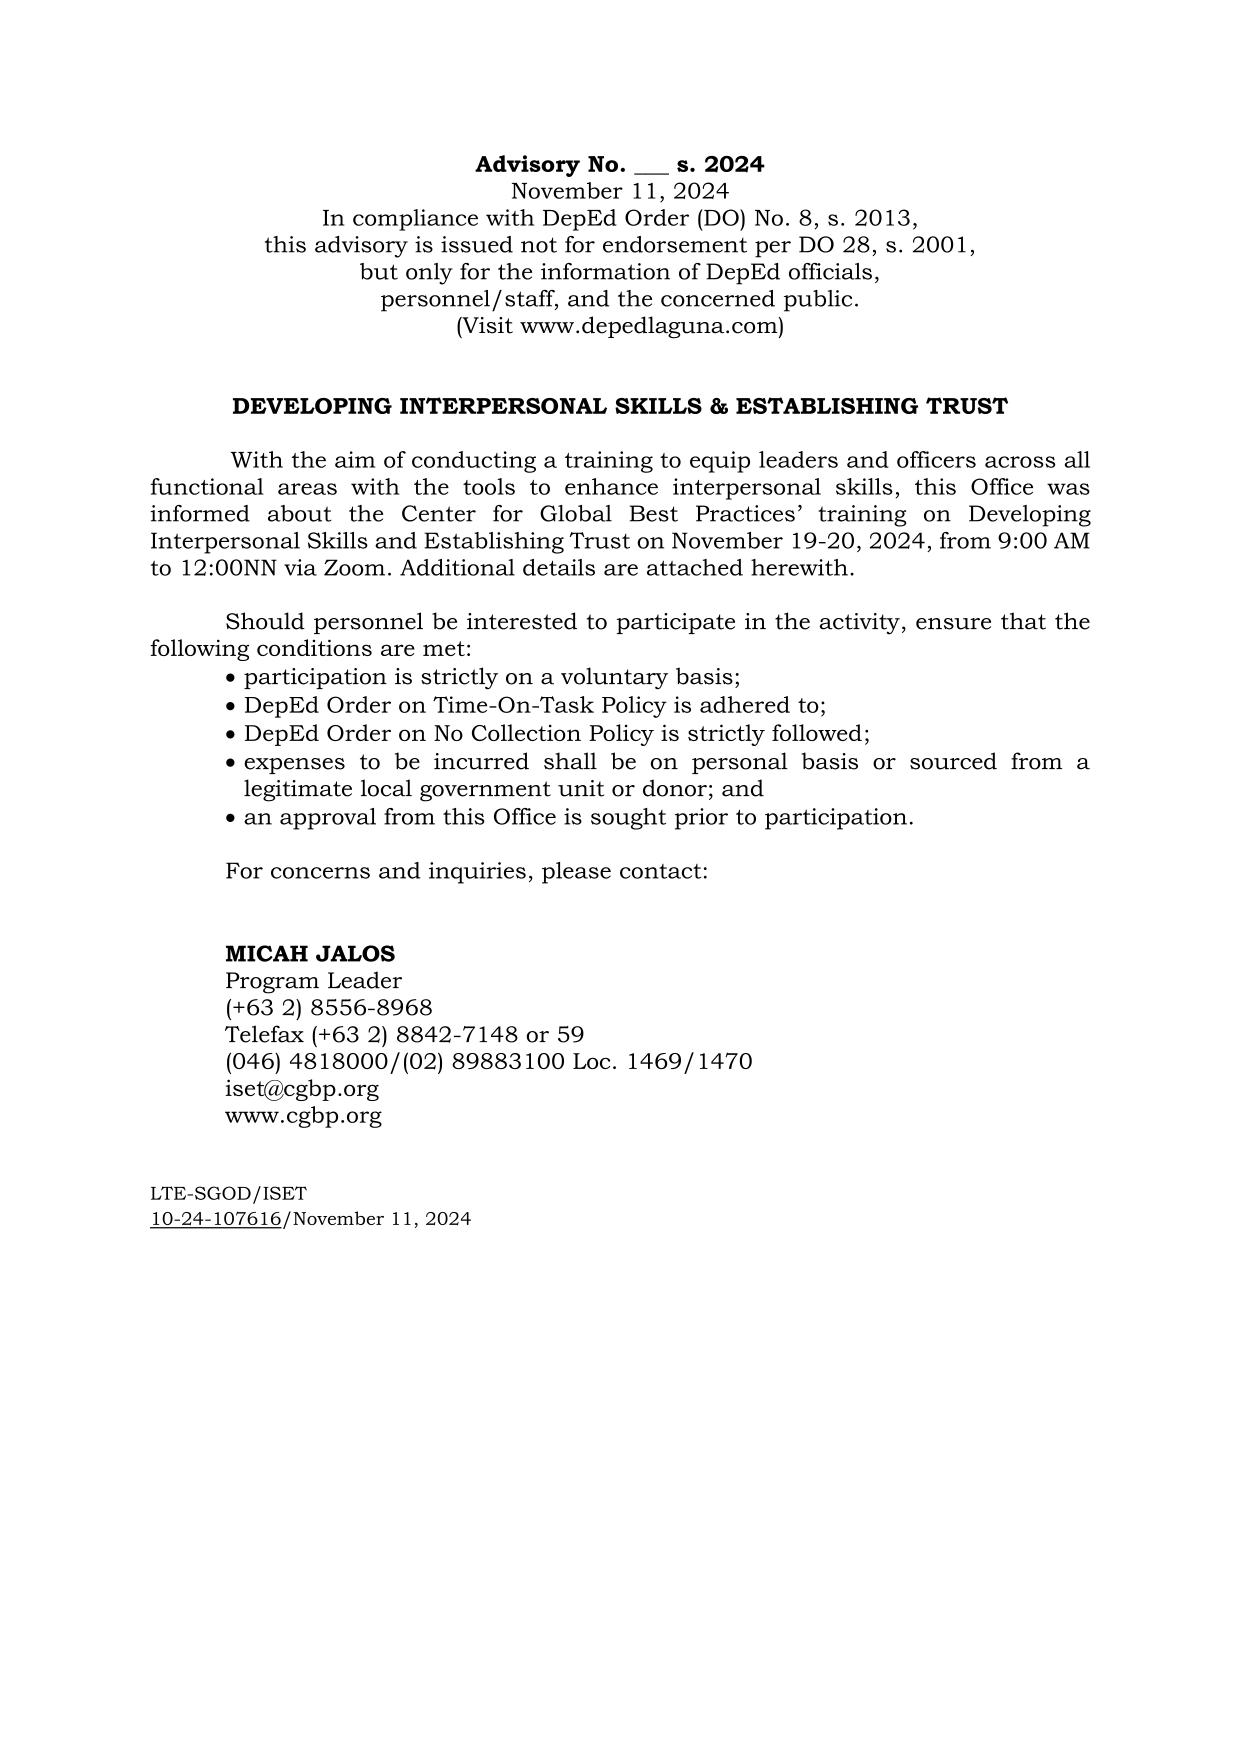 Advisory No. ___ s. 2024
November 11, 2024
In compliance with DepEd Order (DO) No. 8, s. 2013,
this advisory is issued not for endorsement per DO 28, s. 2001,
but only for the information of DepEd officials,
personnel/staff, and the concerned public.
(Visit www.depedlaguna.com)
DEVELOPING INTERPERSONAL SKILLS & ESTABLISHING TRUST
With the aim of conducting a training to equip leaders and officers across all
functional areas with the tools to enhance interpersonal skills, this Office was
informed about the Center for Global Best Practices’ training on Developing
Interpersonal Skills and Establishing Trust on November 19-20, 2024, from 9:00 AM
to 12:00NN via Zoom. Additional details are attached herewith.
Should personnel be interested to participate in the activity, ensure that the
following conditions are met:
• participation is strictly on a voluntary basis;
• DepEd Order on Time-On-Task Policy is adhered to;
• DepEd Order on No Collection Policy is strictly followed;
• expenses to be incurred shall be on personal basis or sourced from a
legitimate local government unit or donor; and
• an approval from this Office is sought prior to participation.
For concerns and inquiries, please contact:
MICAH JALOS
Program Leader
(+63 2) 8556-8968
Telefax (+63 2) 8842-7148 or 59
(046) 4818000/(02) 89883100 Loc. 1469/1470
iset@cgbp.org
www.cgbp.org
LTE-SGOD/ISET
10-24-107616/November 11, 2024